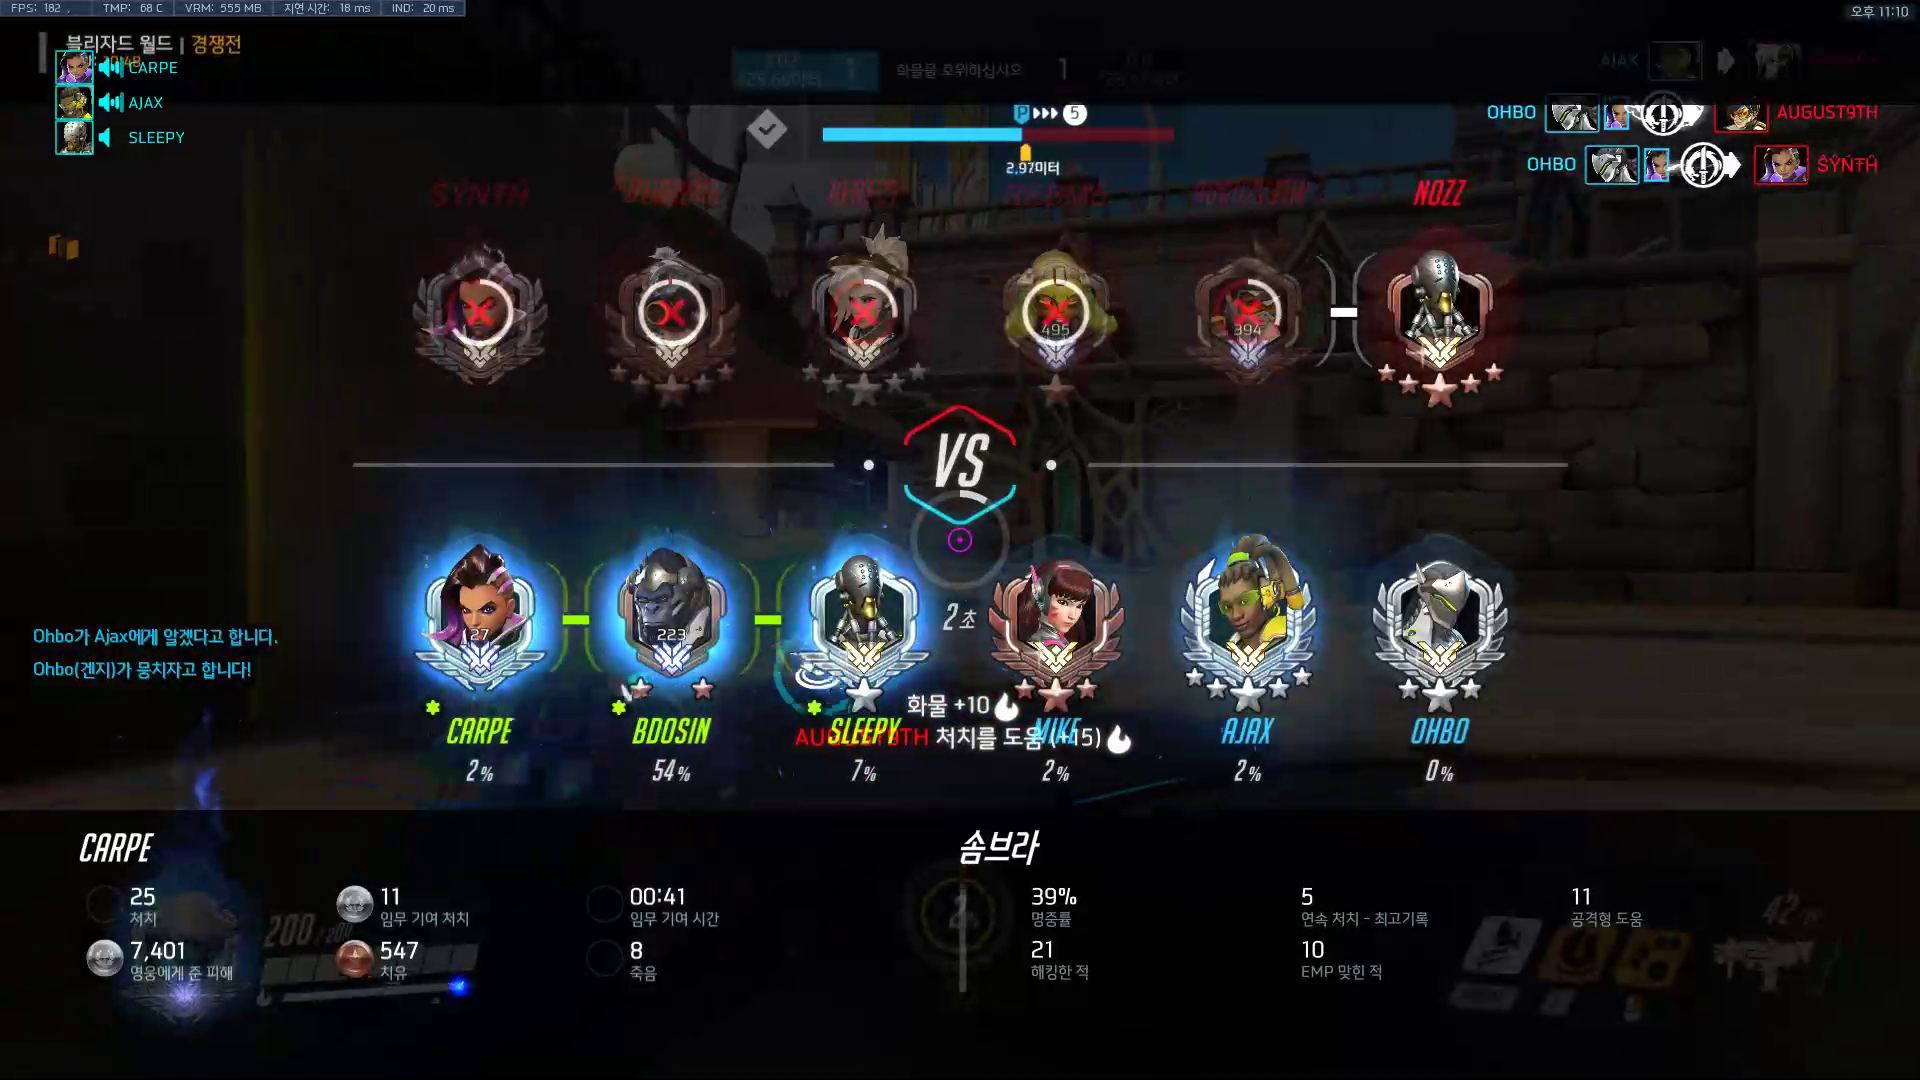 FPS: 182 , TMP: 68 C VRM: 555 MB 지연 시간: 18 ms IND: 20 ms
오후 11:10
블리자드 월드 | 경쟁전
CARPE
AJAX
SLEEPY
화물을 호위하십시오 1
AJAX
P 5
2.97미터
OHBO AUGUST9TH
OHBO ŜŶŃŦĤ
ŜŶŃŦĤ
NOZZ
495
394
VS
Ohbo가 Ajax에게 알겠다고 합니다.
Ohbo(겐지)가 뭉치자고 합니다!
27
223
2초
화물 +10
AUGUST9TH 처치를 도움 (+15)
CARPE BDOSIN SLEEPY MIKE AJAX OHBO
2% 54% 7% 2% 2% 0%
CARPE
솜브라
25
처치
11
임무 기여 처치
00:41
임무 기여 시간
7,401
영웅에게 준 피해
547
치유
8
죽음
39%
명중률
5
연속 처치 - 최고기록
11
공격형 도움
21
해킹한 적
10
EMP 맞힌 적
200 / 200
42